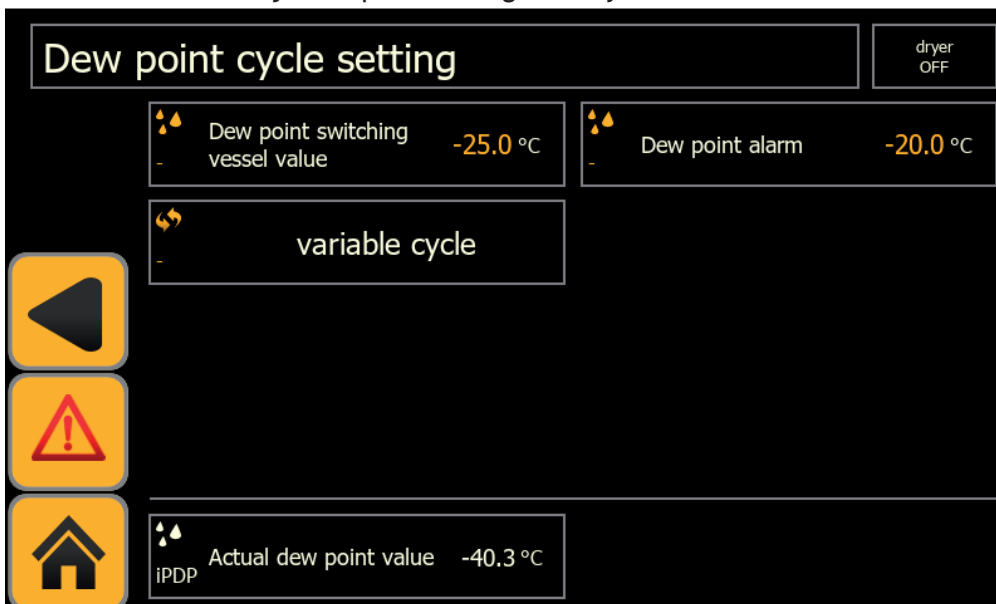 Dew point cycle setting
dryer
OFF
Dew point switching
vessel value
-25.0 °C
-
Dew point alarm
-20.0 °C
-
variable cycle
-
Actual dew point value
-40.3 °C
iPDP